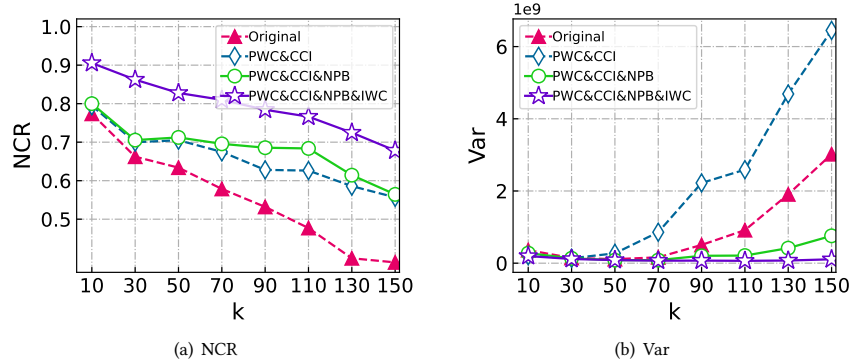 1.0
0.9
0.8
0.7
0.6
0.5
NCR
Original
PWC&CCI
PWC&CCI&NPB
PWC&CCI&NPB&IWC
10 30 50 70 90 110 130 150
k
(a) NCR
1e9
6
4
2
0
Var
Original
PWC&CCI
PWC&CCI&NPB
PWC&CCI&NPB&IWC
10 30 50 70 90 110 130 150
k
(b) Var